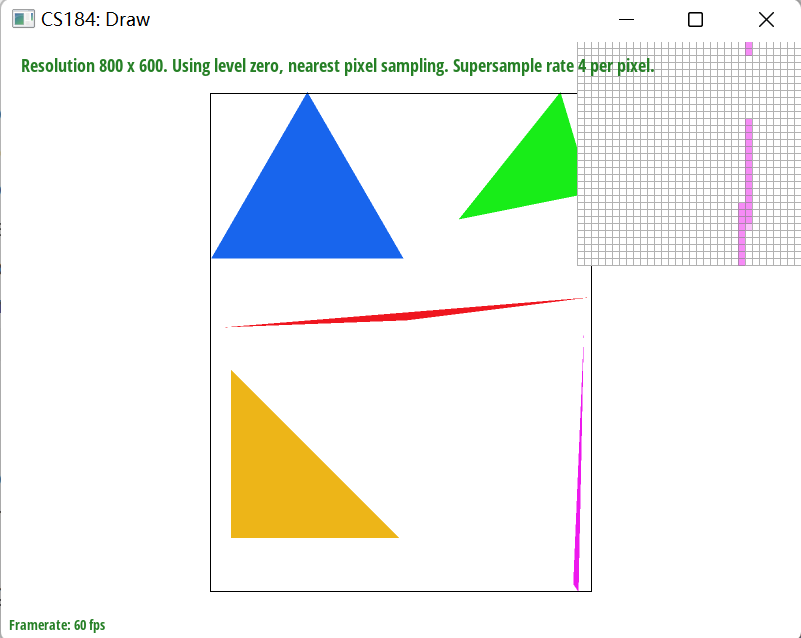 CS184: Draw
Resolution 800 x 600. Using level zero, nearest pixel sampling. Supersample rate 4 per pixel.
Framerate: 60 fps